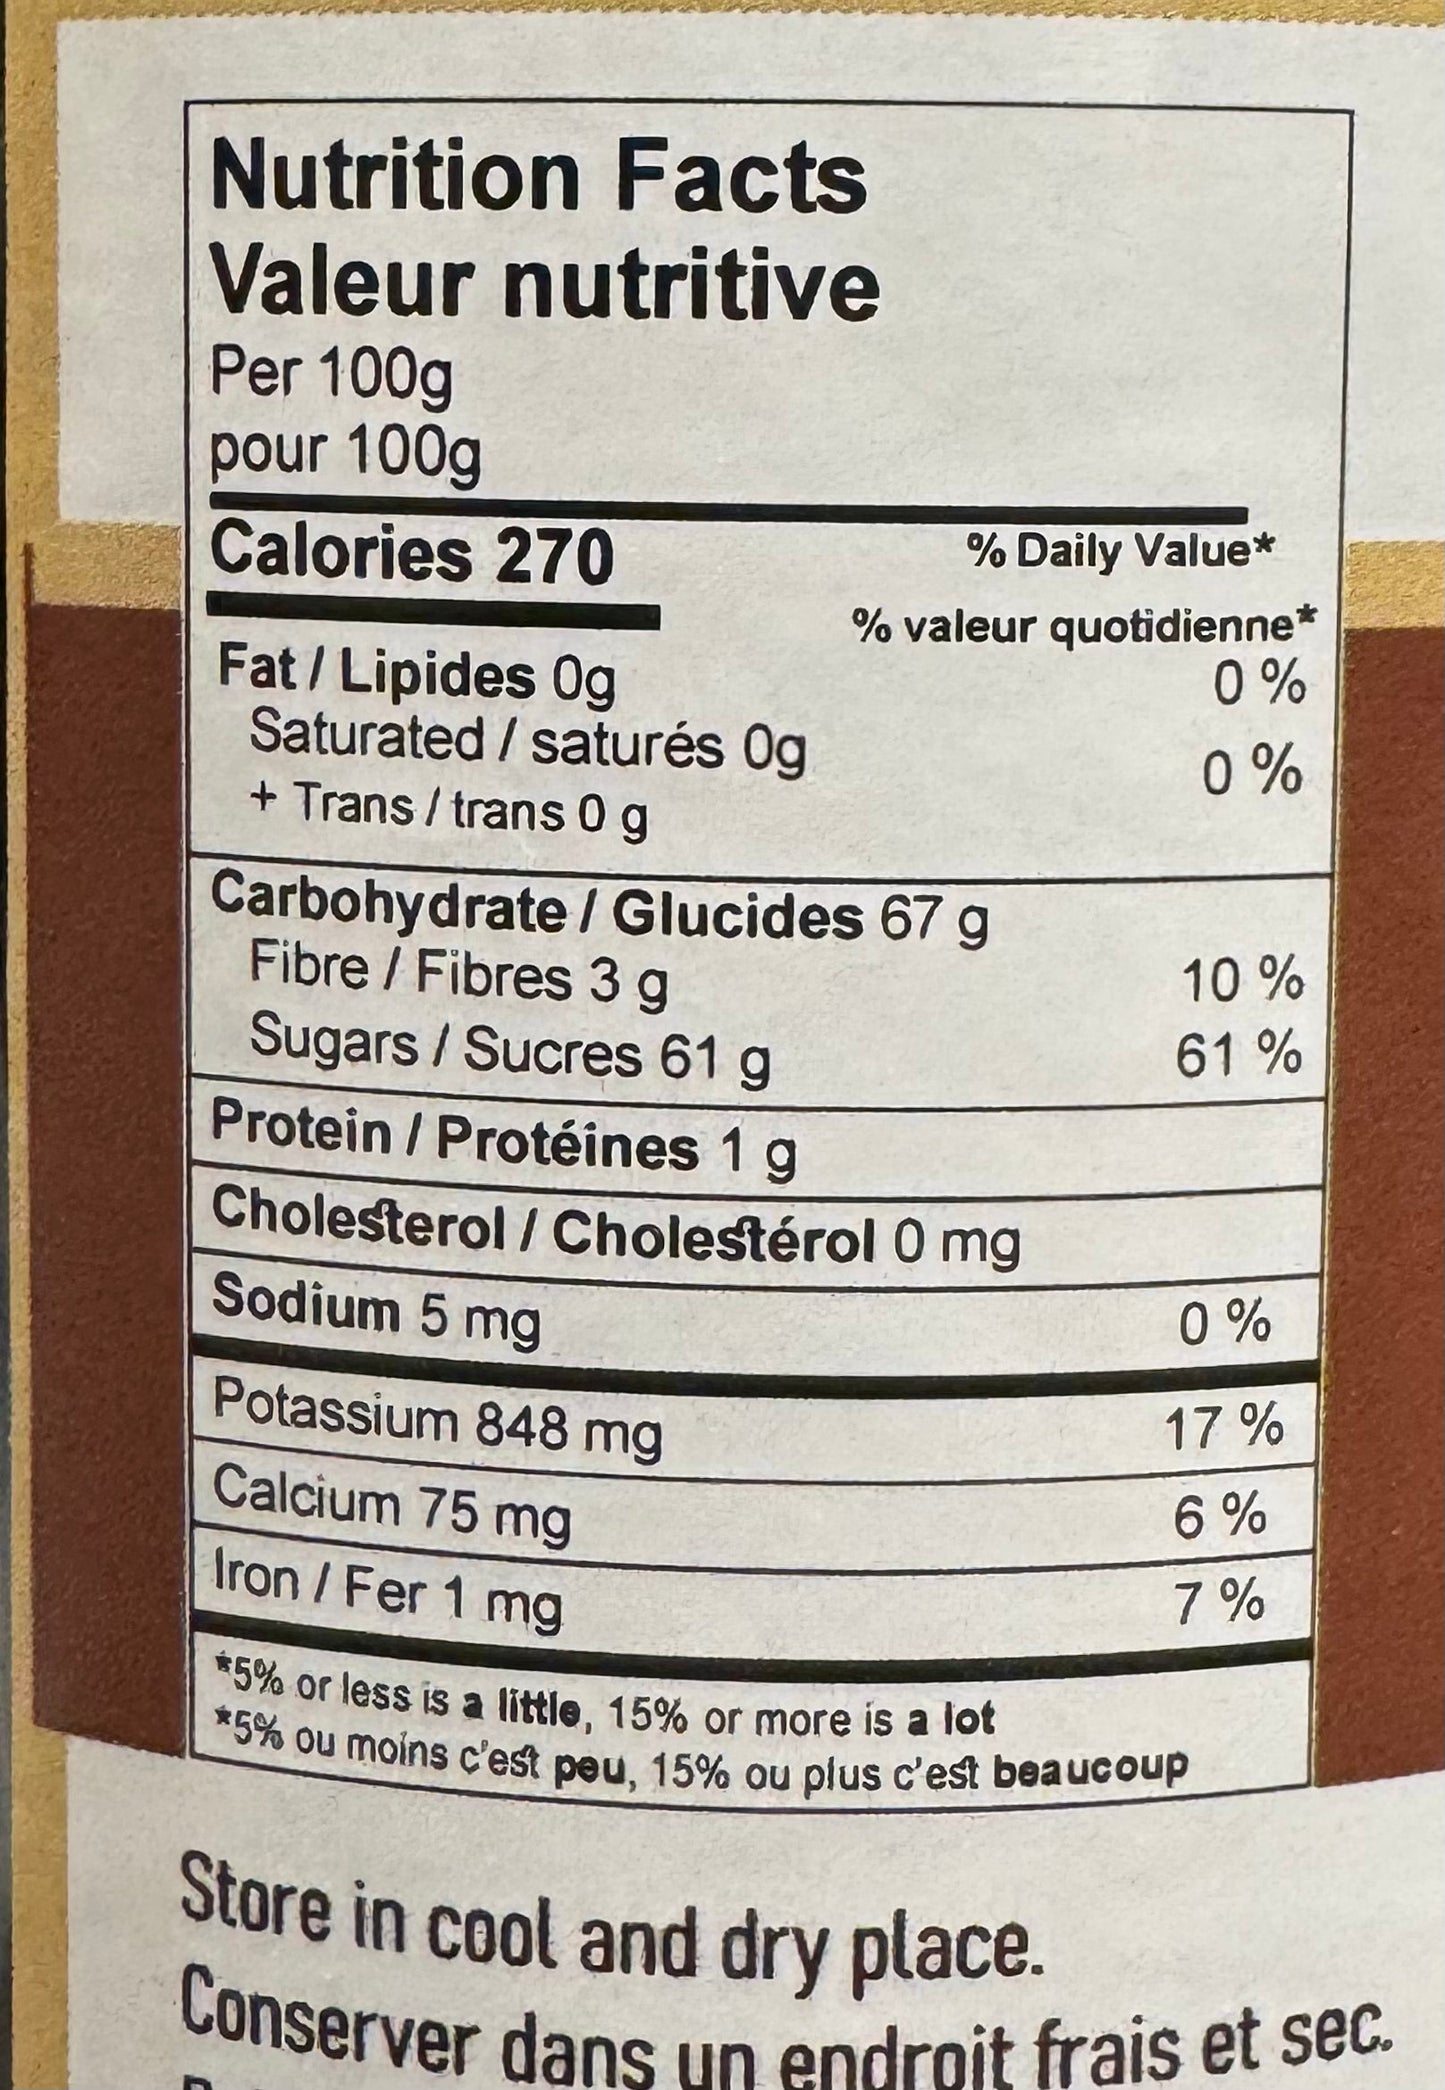 Nutrition Facts
Valeur nutritive
Per 100g
pour 100g
Calories 270
% Daily Value*
% valeur quotidienne*
Fat / Lipides 0g 0 %
Saturated / saturés 0g 0 %
+ Trans / trans 0 g
Carbohydrate / Glucides 67 g
Fibre / Fibres 3 g 10 %
Sugars / Sucres 61 g 61 %
Protein / Protéines 1 g
Cholesterol / Cholestérol 0 mg
Sodium 5 mg 0 %
Potassium 848 mg 17 %
Calcium 75 mg 6 %
Iron / Fer 1 mg 7 %
*5% or less is a little, 15% or more is a lot
*5% ou moins c'est peu, 15% ou plus c'est beaucoup
Store in cool and dry place.
Conserver dans un endroit frais et sec.